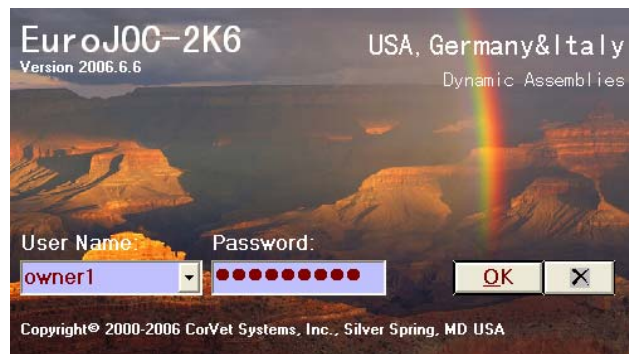 EuroJOC-2K6
USA, Germany&Italy
Version 2006.6.6
Dynamic Assemblies
User Name:
Password:
owner1
●●●●●●●●●
OK
X
Copyright© 2000-2006 CorVet Systems, Inc., Silver Spring, MD USA